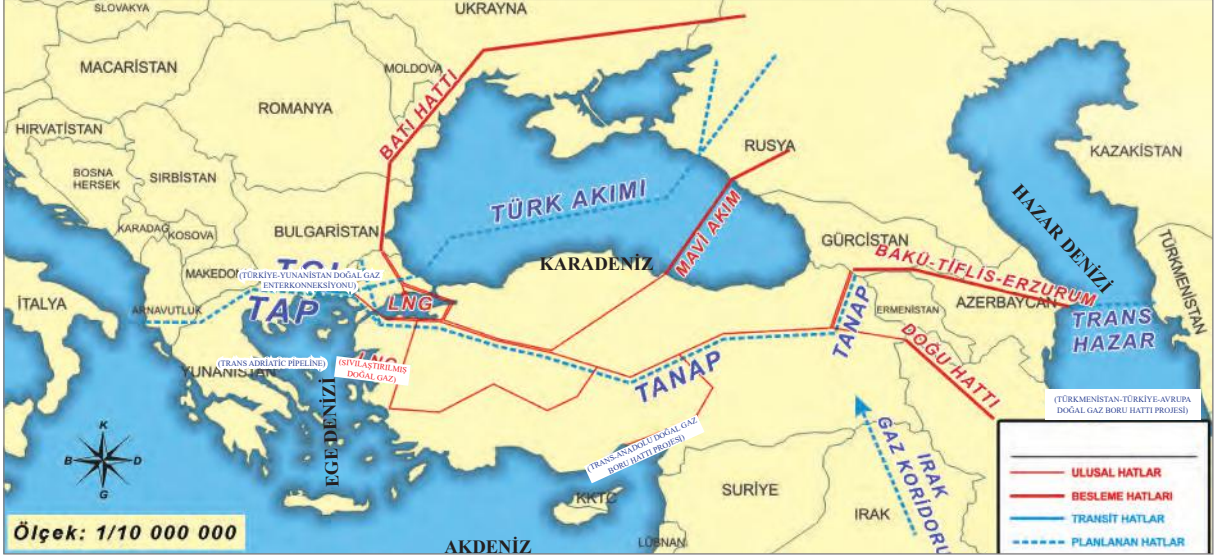 SLOVAKYA
UKRAYNA
MACARİSTAN
MOLDOVA
ROMANYA
BATI HATTI
HIRVATİSTAN
BOSNA
HERSEK
SIRBİSTAN
RUSYA
KAZAKİSTAN
TÜRK AKIMI
MAVİ AKIM
HAZAR DENİZİ
KARADAĞ
KOSOVA
BULGARİSTAN
GÜRCİSTAN
TÜRKMENİSTAN
KARADENİZ
BAKÜ-TİFLİS-ERZURUM
(TÜRKİYE-YUNANİSTAN DOĞAL GAZ
ENTERKONNEKSİYONU)
İTALYA
ARNAVUTLUK
TAP
LNG
TANAP
ERMENİSTAN
AZERBAYCAN
TRANS
HAZAR
DOĞU HATTI
(TRANS ADRİATİC PİPELİNE)
(SIVILAŞTIRILMIŞ
DOĞAL GAZ)
YUNANİSTAN
TANAP
EGE DENİZİ
(TÜRKMENİSTAN-TÜRKİYE-AVRUPA
DOĞAL GAZ BORU HATTI PROJESİ)
(TRANS-ANADOLU DOĞAL GAZ
BORU HATTI PROJESİ)
IRAK
GAZ KORİDORU
K
B
D
G
KKTC
SURİYE
IRAK
LÜBNAN
AKDENİZ
Ölçek: 1/10 000 000
ULUSAL HATLAR
BESLEME HATLARI
TRANSİT HATLAR
PLANLANAN HATLAR